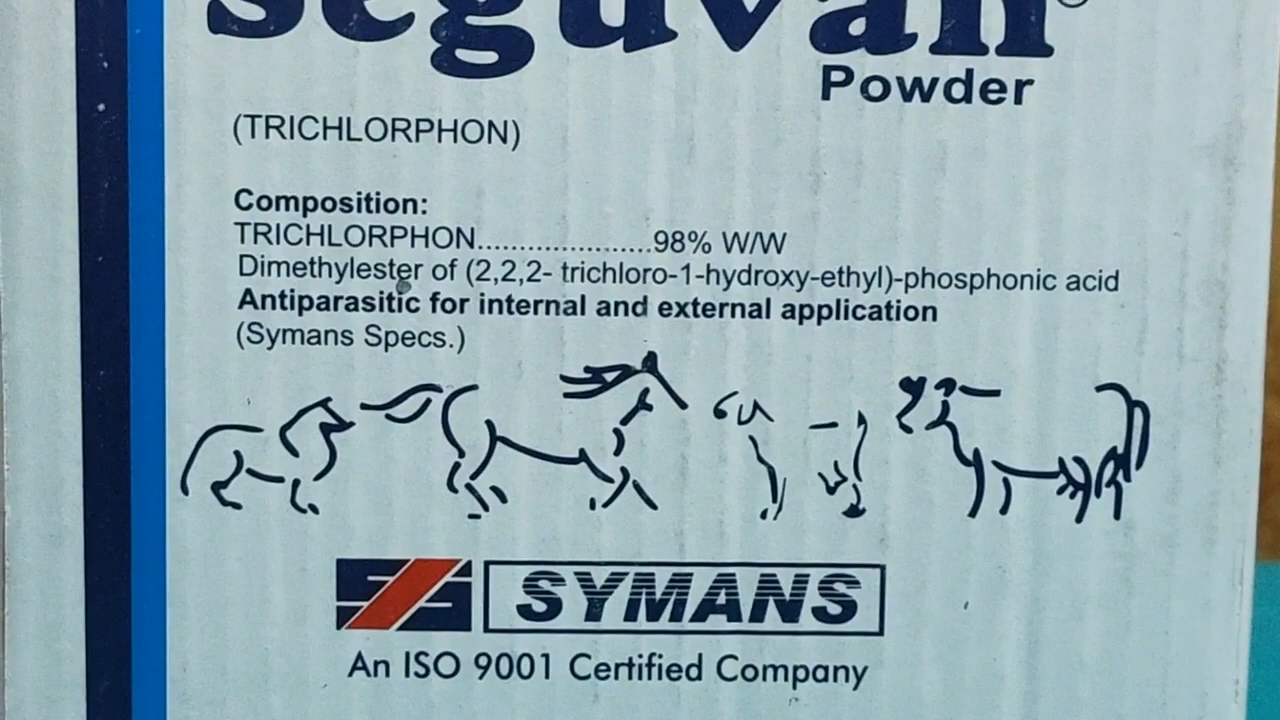 seguvan®
Powder
(TRICHLORPHON)
Composition:
TRICHLORPHON.....................98% W/W
Dimethylester of (2,2,2- trichloro-1-hydroxy-ethyl)-phosphonic acid
Antiparasitic for internal and external application
(Symans Specs.)
SYMANS
An ISO 9001 Certified Company